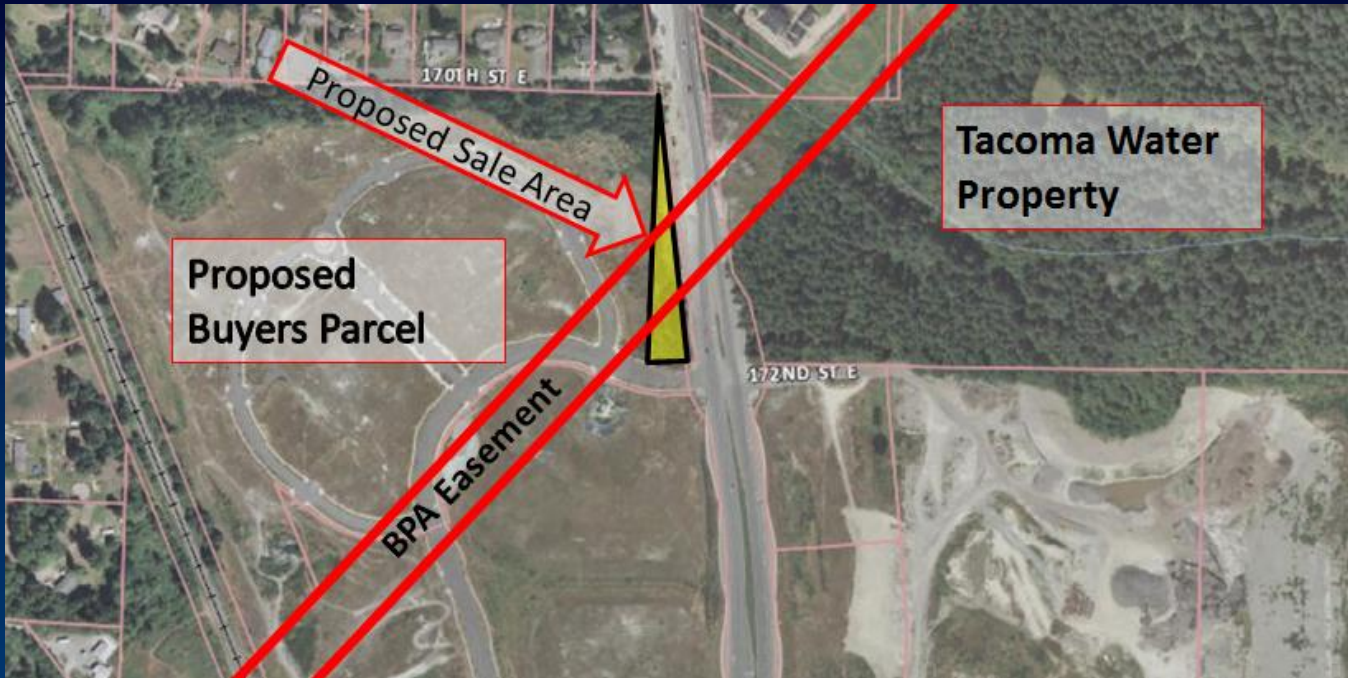 170TH ST E
Proposed Sale Area
Tacoma Water
Property
Proposed
Buyers Parcel
172ND ST E
BPA Easement